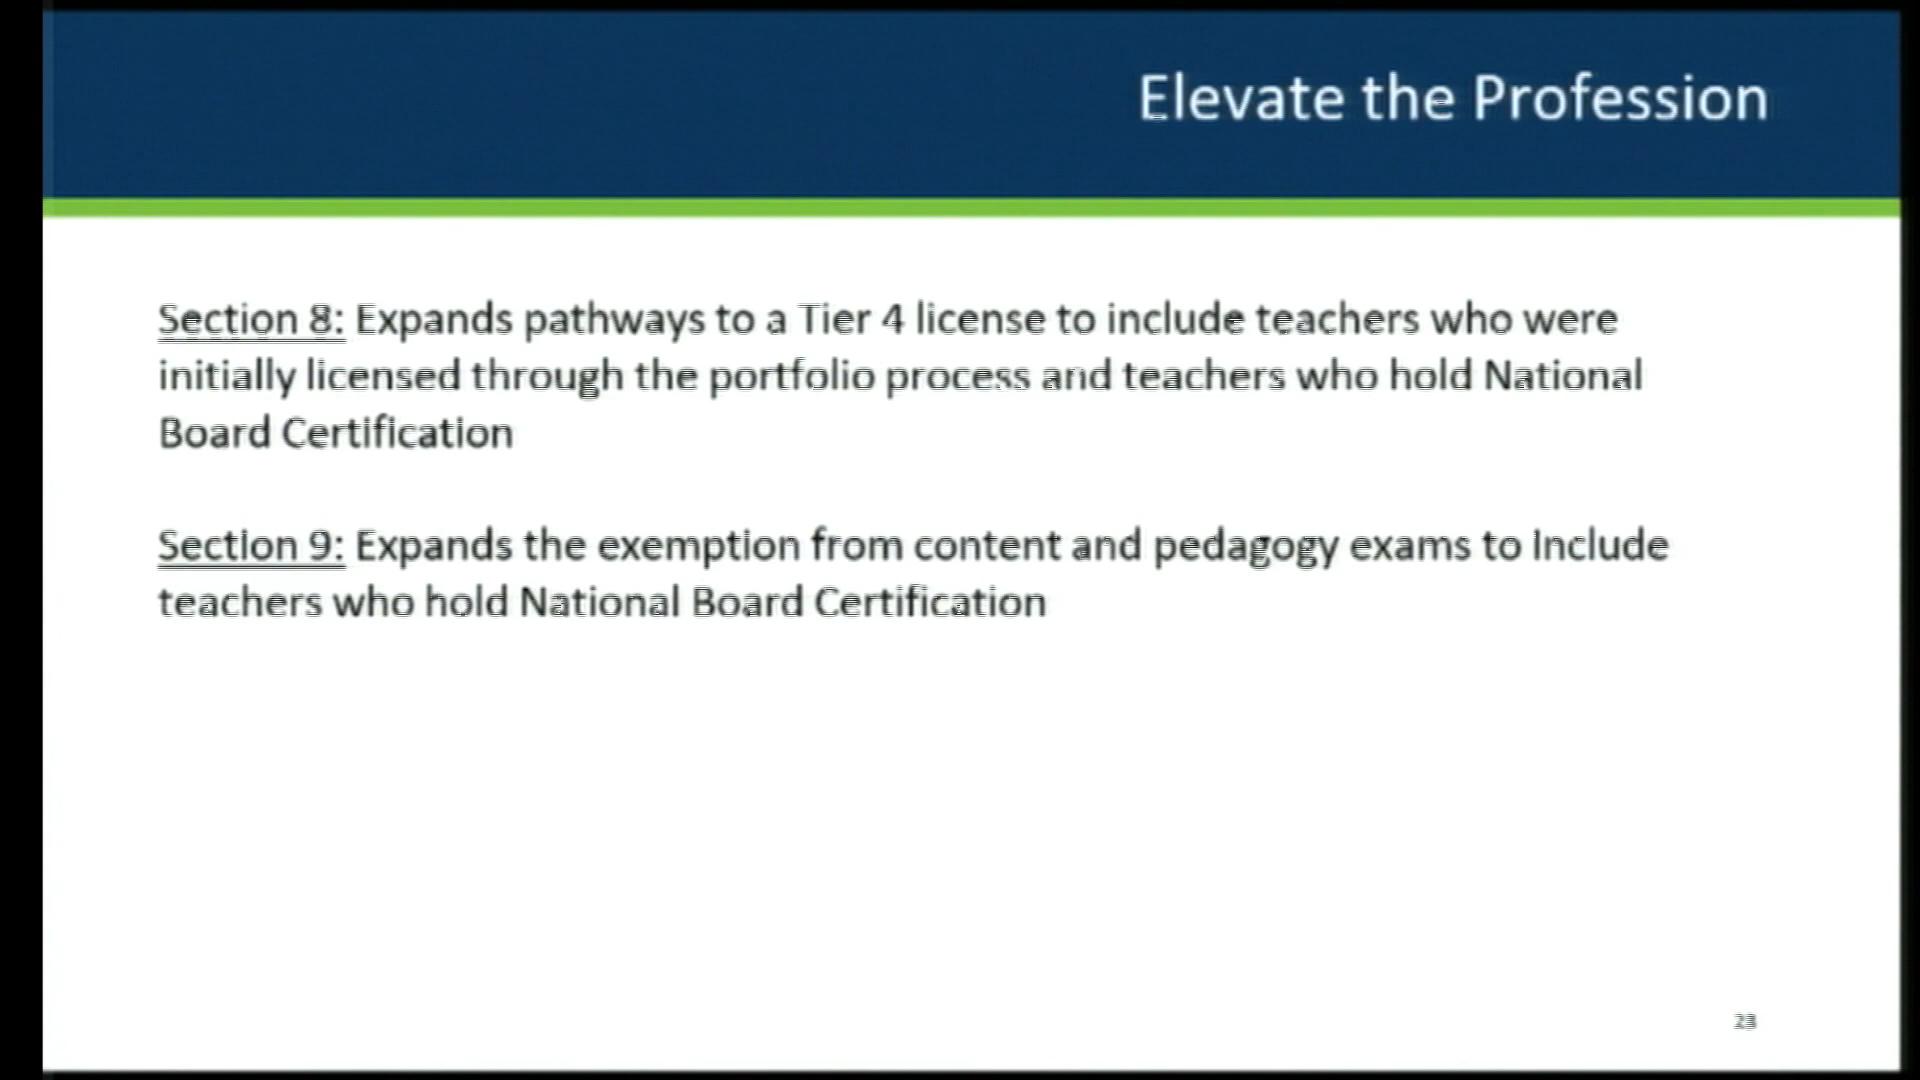 Elevate the Profession
Section 8: Expands pathways to a Tier 4 license to include teachers who were
initially licensed through the portfolio process and teachers who hold National
Board Certification
Section 9: Expands the exemption from content and pedagogy exams to include
teachers who hold National Board Certification
23